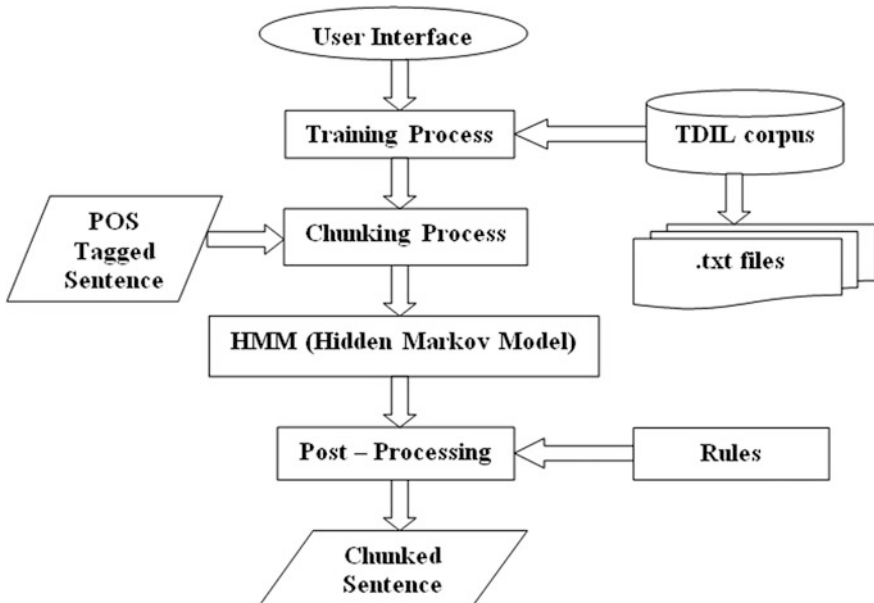 User Interface
Training Process
TDIL corpus
POS
Tagged
Sentence
Chunking Process
.txt files
HMM (Hidden Markov Model)
Post – Processing
Rules
Chunked
Sentence